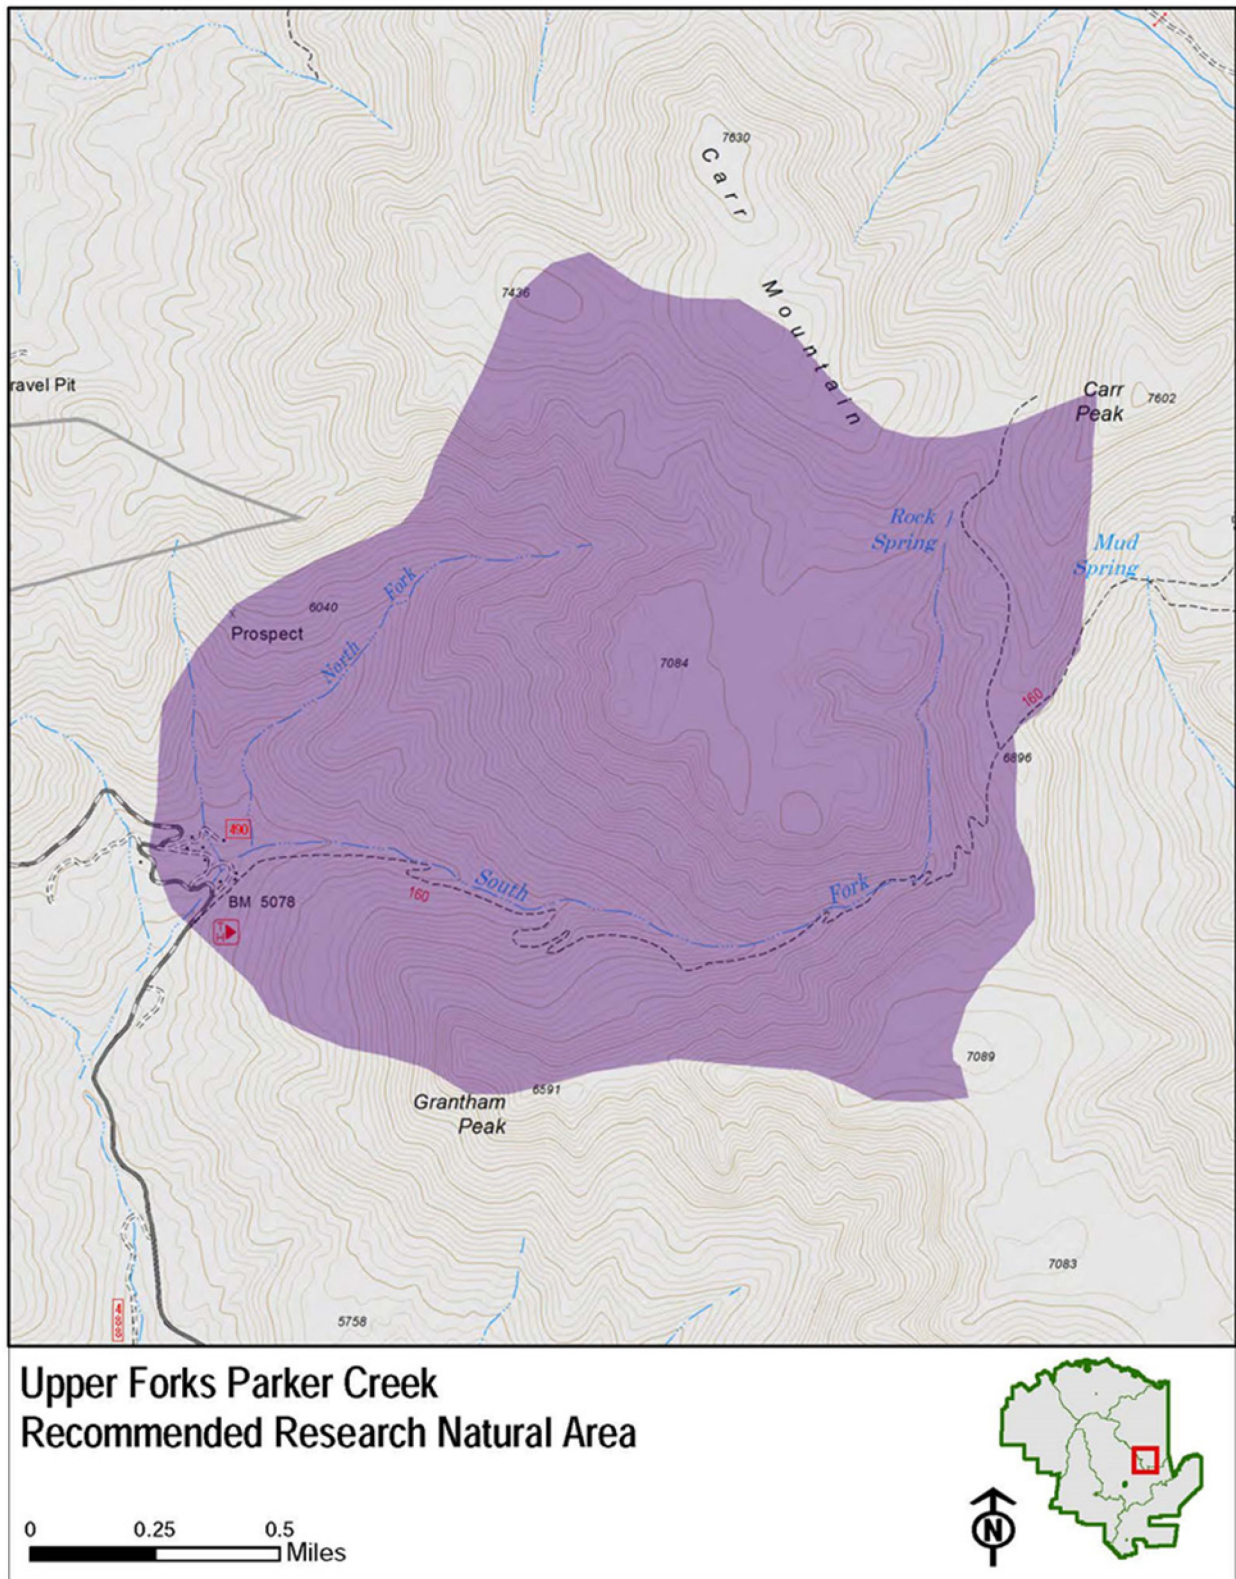 7630
Carr
Mountain
7436
ravel Pit
Carr
Peak
7602
Rock
Spring
Mud
Spring
North
Fork
6040
Prospect
7084
160
6896
490
South
Fork
160
BM 5078
T
H
7089
6591
Grantham
Peak
7083
5758
Upper Forks Parker Creek
Recommended Research Natural Area
0 0.25 0.5
Miles
N